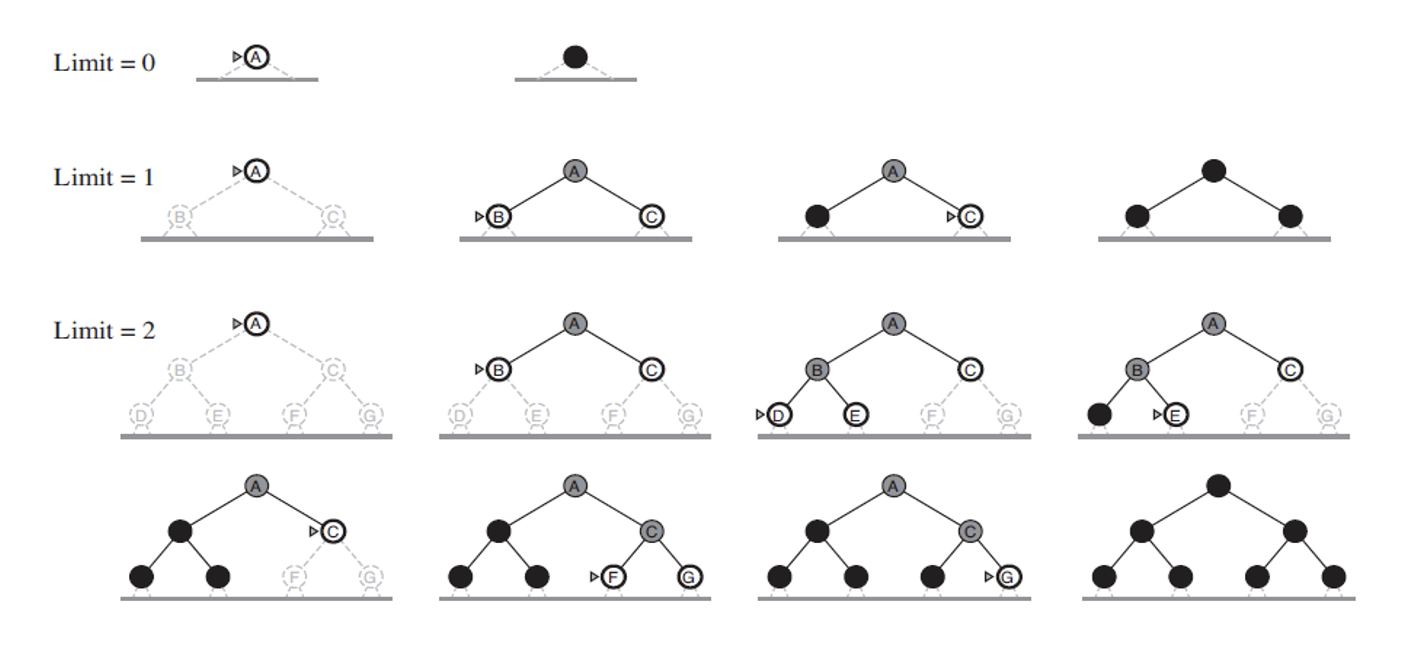 Limit = 0 A
Limit = 1 A A A
B C B C C
Limit = 2 A A A A
B C B C B C B C
D E F G D E F G D E F G E F G
A A A
C C C
F G F G G